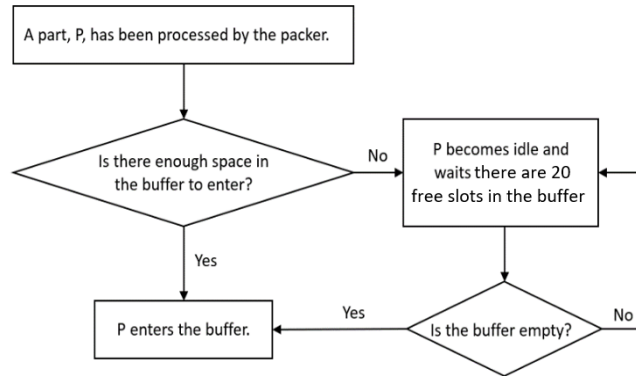 A part, P, has been processed by the packer.
Is there enough space in
the buffer to enter?
No
P becomes idle and
waits there are 20
free slots in the buffer
Yes
P enters the buffer.
Yes
Is the buffer empty?
No